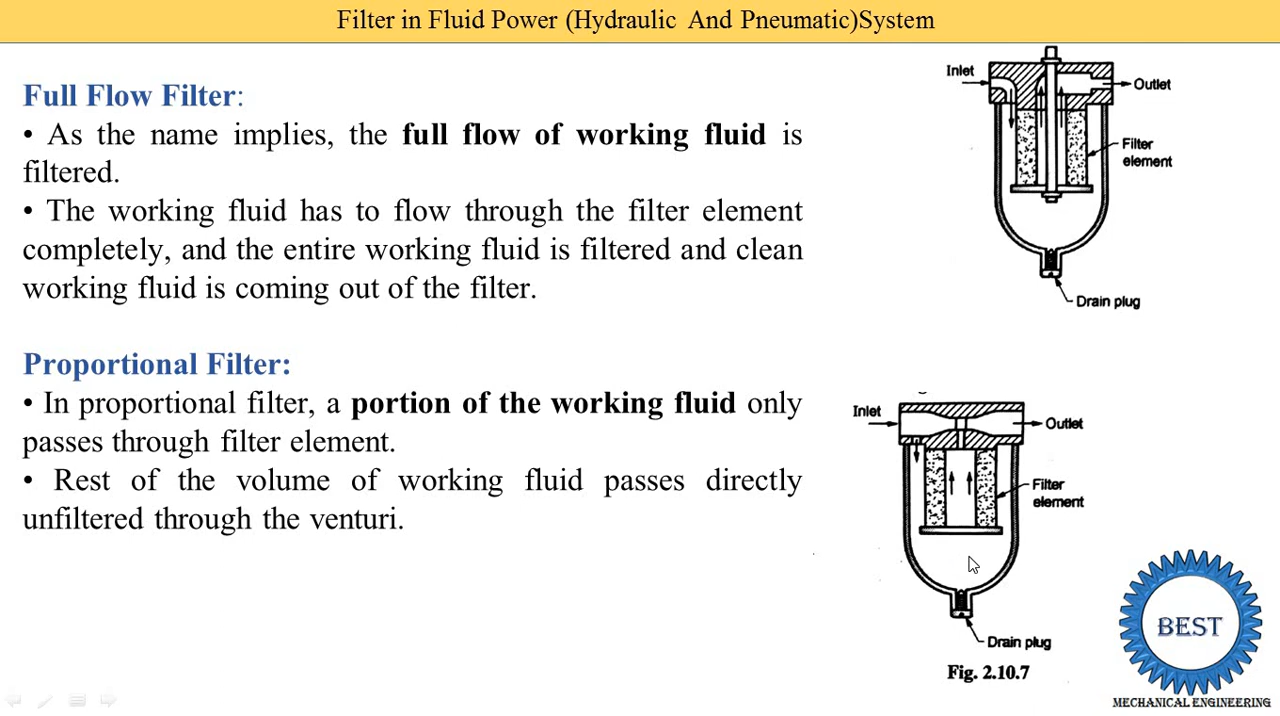 Filter in Fluid Power (Hydraulic And Pneumatic)System
Full Flow Filter:
• As the name implies, the full flow of working fluid is
filtered.
• The working fluid has to flow through the filter element
completely, and the entire working fluid is filtered and clean
working fluid is coming out of the filter.
Proportional Filter:
• In proportional filter, a portion of the working fluid only
passes through filter element.
• Rest of the volume of working fluid passes directly
unfiltered through the venturi.
Inlet
Outlet
Filter
element
Drain plug
Inlet
Outlet
Filter
element
Drain plug
Fig. 2.10.7
BEST
MECHANICAL ENGINEERING